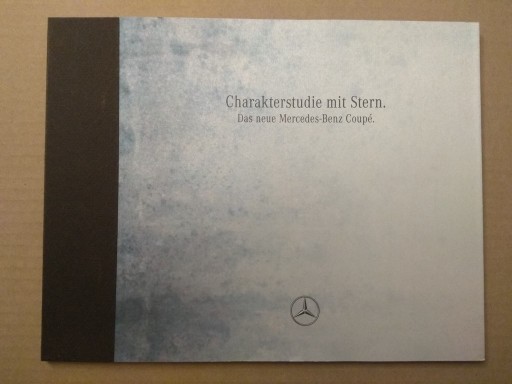 Charakterstudie mit Stern.
Das neue Mercedes-Benz Coupé.